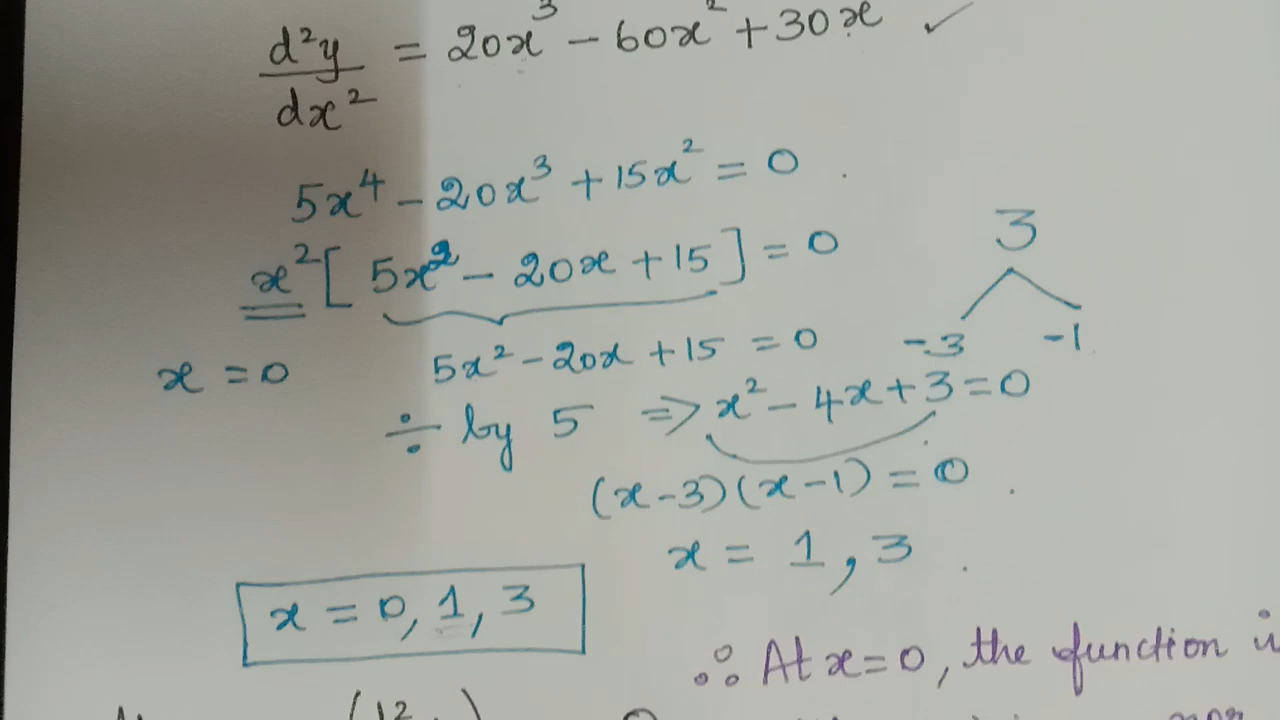 d²y/dx² = 20x³ - 60x² + 30x ✓
5x⁴ - 20x³ + 15x² = 0.
x² [5x² - 20x + 15] = 0
3
-3 -1
x = 0
5x² - 20x + 15 = 0
÷ by 5 ⇒ x² - 4x + 3 = 0
(x-3)(x-1) = 0.
x = 1, 3.
x = 0, 1, 3
∴ At x=0, the function